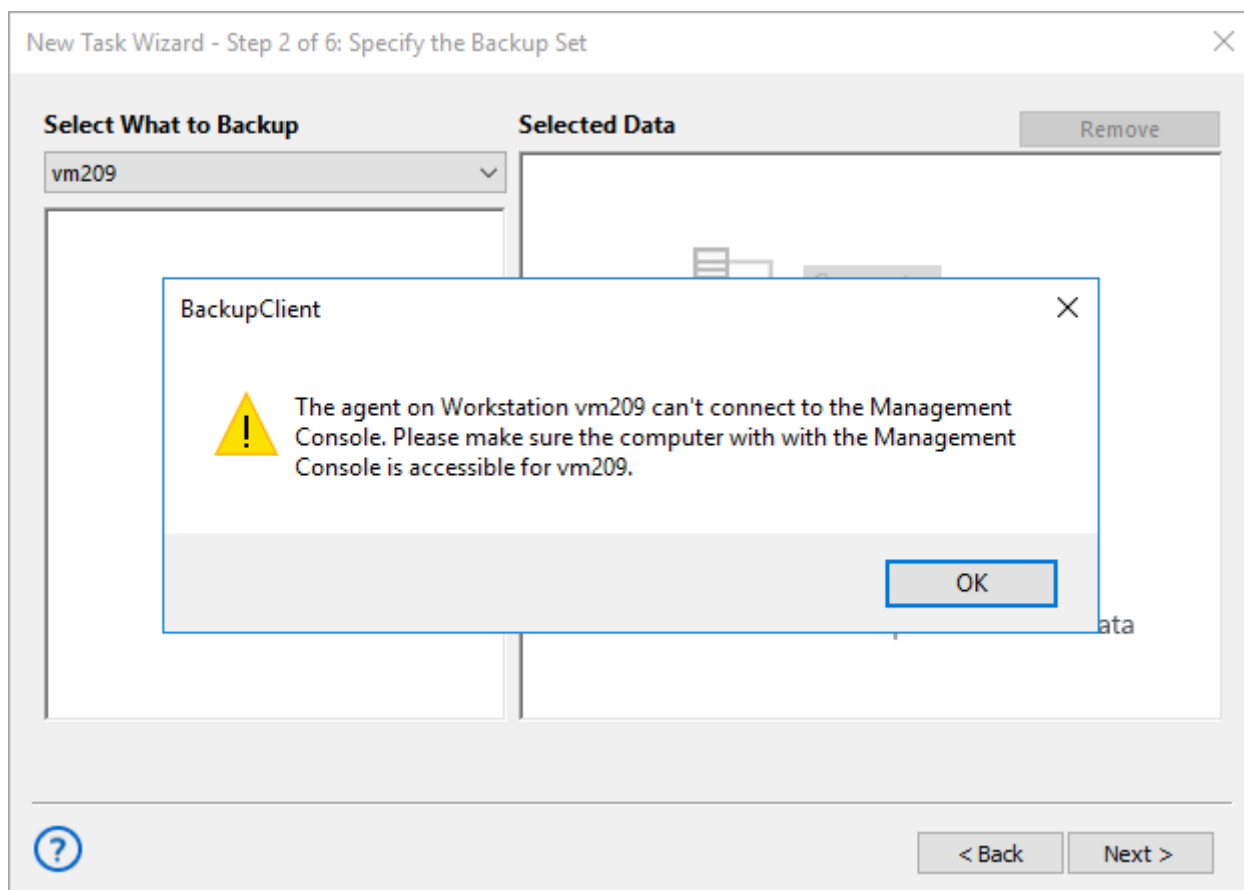 New Task Wizard - Step 2 of 6: Specify the Backup Set
Select What to Backup
Selected Data
Remove
vm209
BackupClient
The agent on Workstation vm209 can't connect to the Management
Console. Please make sure the computer with with the Management
Console is accessible for vm209.
OK
ata
?
< Back
Next >